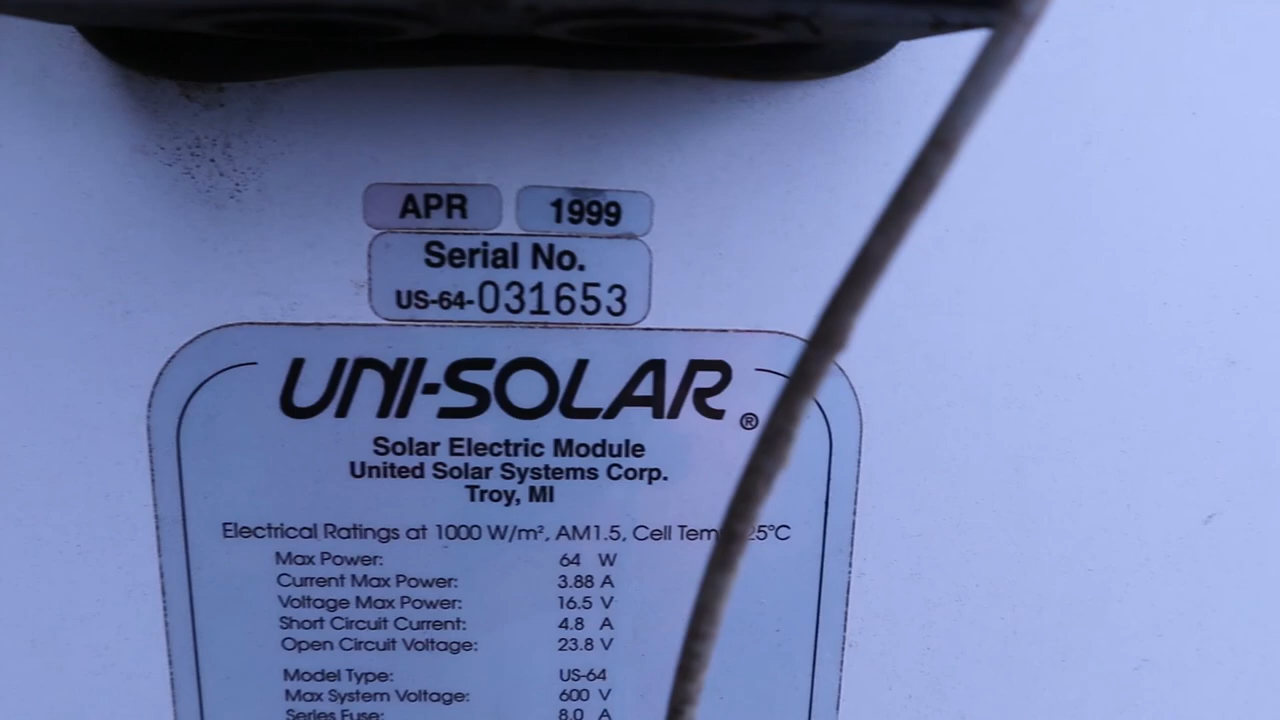 APR 1999
Serial No.
US-64-031653
UNI-SOLAR ®
Solar Electric Module
United Solar Systems Corp.
Troy, MI
Electrical Ratings at 1000 W/m², AM1.5, Cell 25°C
Max Power: 64 W
Current Max Power: 3.88 A
Voltage Max Power: 16.5 V
Short Circuit Current: 4.8 A
Open Circuit Voltage: 23.8 V
Model Type: US-64
Max System Voltage: 600 V
Series Fuse: 8.0 A